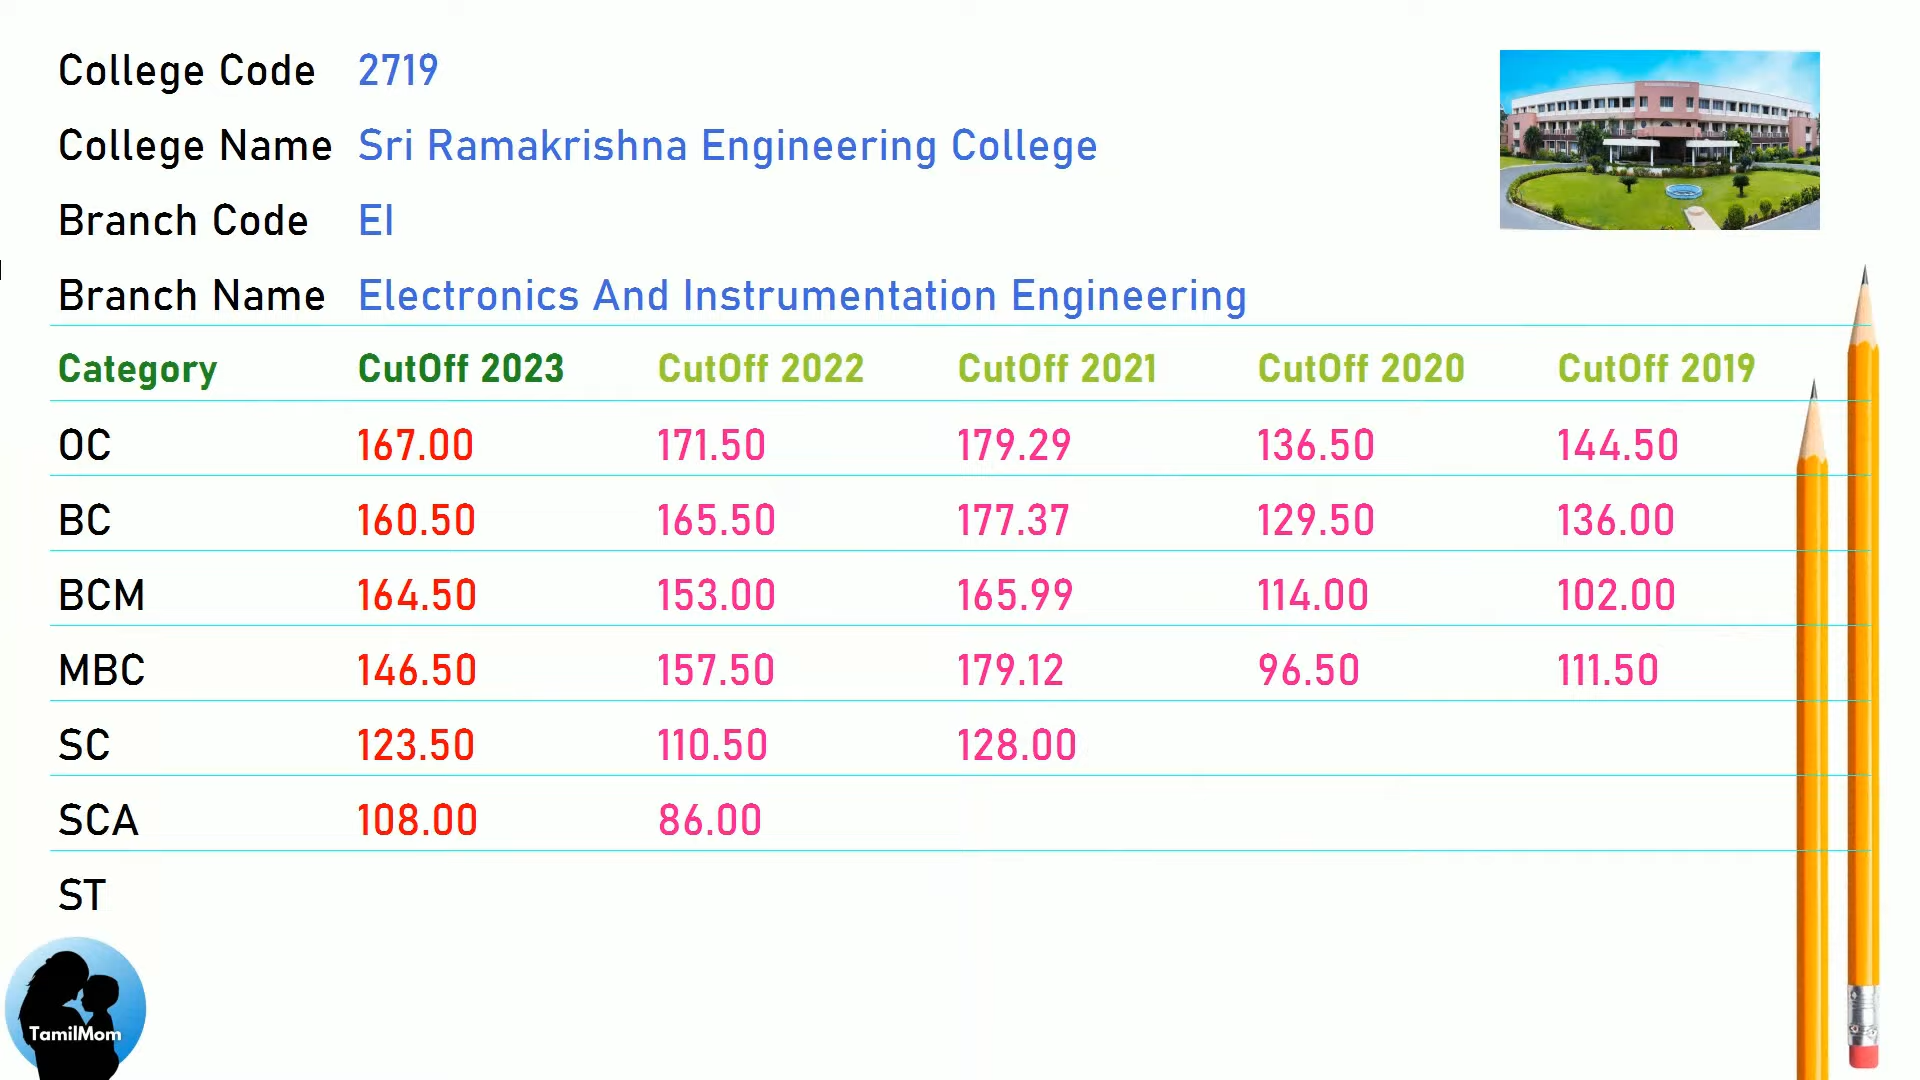 College Code 2719
College Name Sri Ramakrishna Engineering College
Branch Code EI
Branch Name Electronics And Instrumentation Engineering
Category CutOff 2023 CutOff 2022 CutOff 2021 CutOff 2020 CutOff 2019
OC 167.00 171.50 179.29 136.50 144.50
BC 160.50 165.50 177.37 129.50 136.00
BCM 164.50 153.00 165.99 114.00 102.00
MBC 146.50 157.50 179.12 96.50 111.50
SC 123.50 110.50 128.00
SCA 108.00 86.00
ST
TamilMom